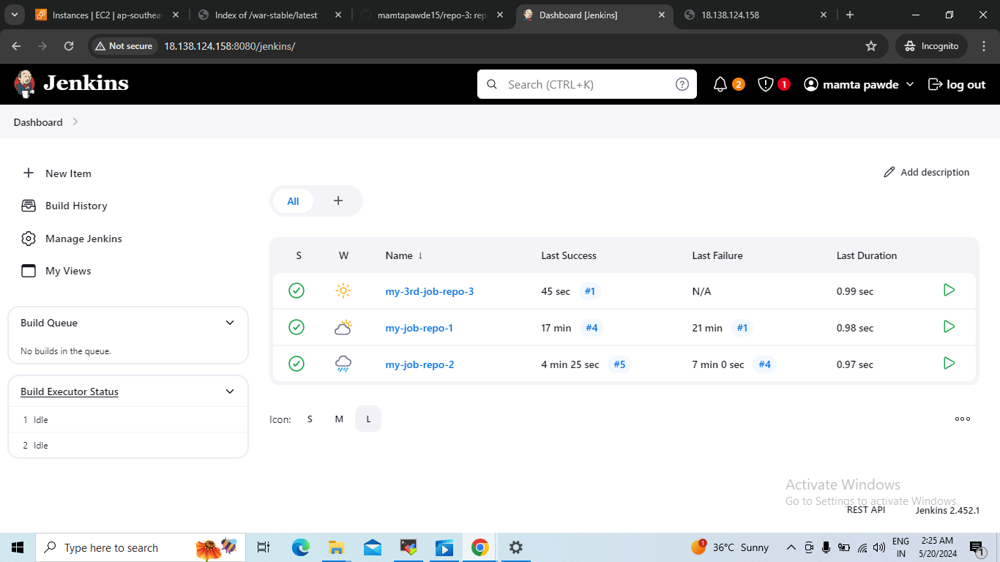 Instances | EC2 | ap-southeas
Index of /war-stable/latest
mamtapawde15/repo-3: rep
Dashboard [Jenkins]
18.138.124.158
Not secure
18.138.124.158:8080/jenkins/
Incognito
Jenkins
Search (CTRL+K)
2
1
mamta pawde
log out
Dashboard
New Item
Build History
Manage Jenkins
My Views
Build Queue
No builds in the queue.
Build Executor Status
1 Idle
2 Idle
Add description
All
S W Name ↓ Last Success Last Failure Last Duration
my-3rd-job-repo-3 45 sec #1 N/A 0.99 sec
my-job-repo-1 17 min #4 21 min #1 0.98 sec
my-job-repo-2 4 min 25 sec #5 7 min 0 sec #4 0.97 sec
Icon: S M L
Activate Windows
Go to Settings to activate Windows.
REST API
Jenkins 2.452.1
Type here to search
1
36°C Sunny
ENG
IN
2:25 AM
5/20/2024
1